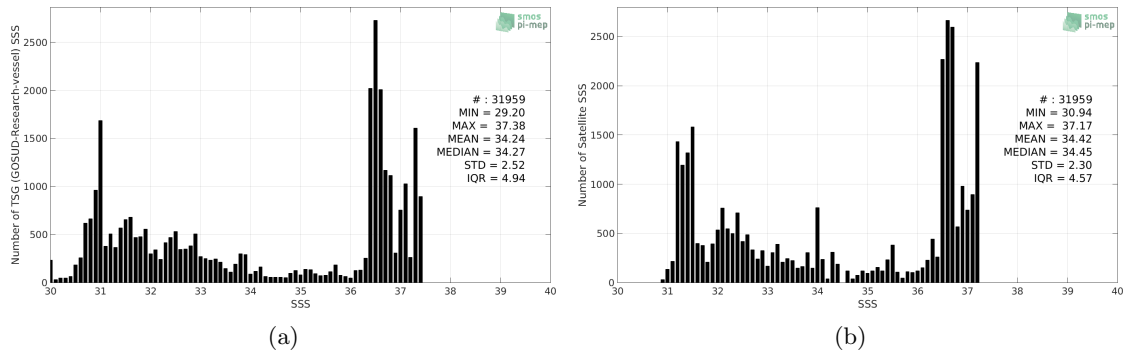 Number of TSG (GOSUD-Research-vessel) SSS
2500
2000
1500
1000
500
0
30 31 32 33 34 35 36 37 38 39 40
SSS
smos
pi-mep
# : 31959
MIN = 29.20
MAX = 37.38
MEAN = 34.24
MEDIAN = 34.27
STD = 2.52
IQR = 4.94
(a)
Number of Satellite SSS
2500
2000
1500
1000
500
0
30 31 32 33 34 35 36 37 38 39 40
SSS
smos
pi-mep
# : 31959
MIN = 30.94
MAX = 37.17
MEAN = 34.42
MEDIAN = 34.45
STD = 2.30
IQR = 4.57
(b)